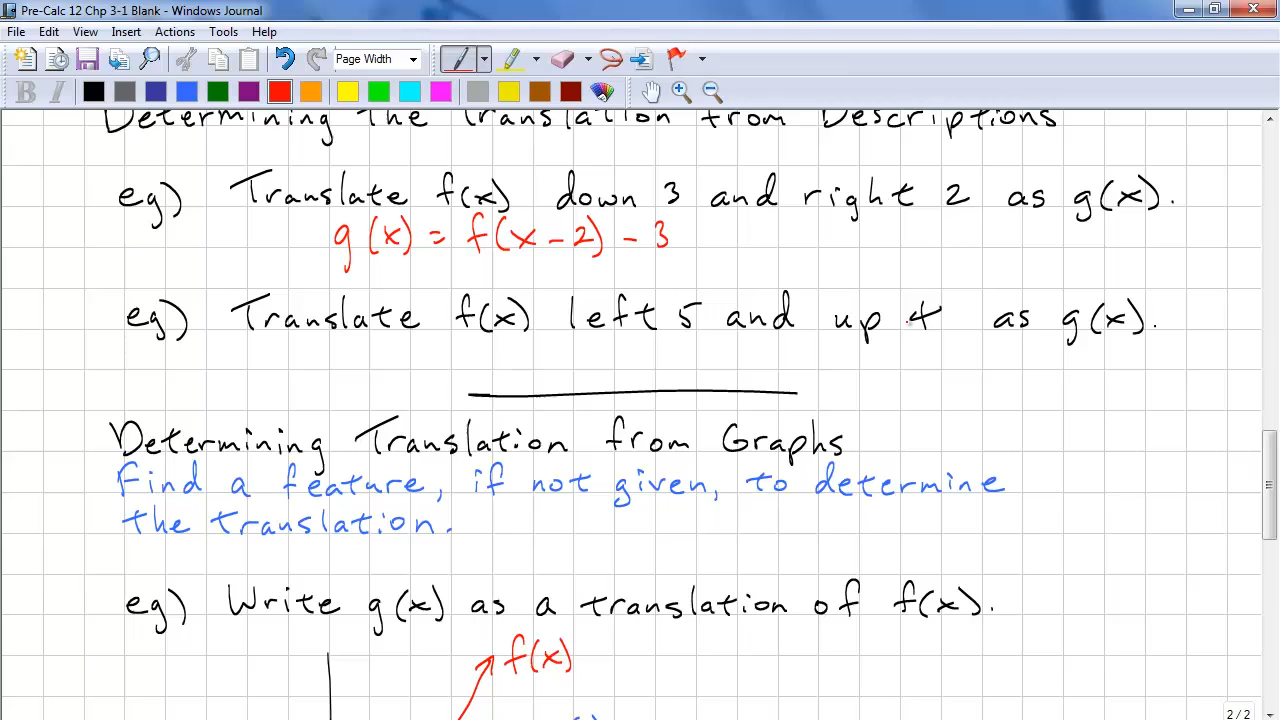 Pre-Calc 12 Chp 3-1 Blank - Windows Journal
File Edit View Insert Actions Tools Help
Page Width
B I
Determining the Translation from Descriptions
eg) Translate f(x) down 3 and right 2 as g(x).
g(x) = f(x-2) - 3
eg) Translate f(x) left 5 and up 4 as g(x).
Determining Translation from Graphs
Find a feature, if not given, to determine
the translation.
eg) Write g(x) as a translation of f(x).
f(x)
2/2